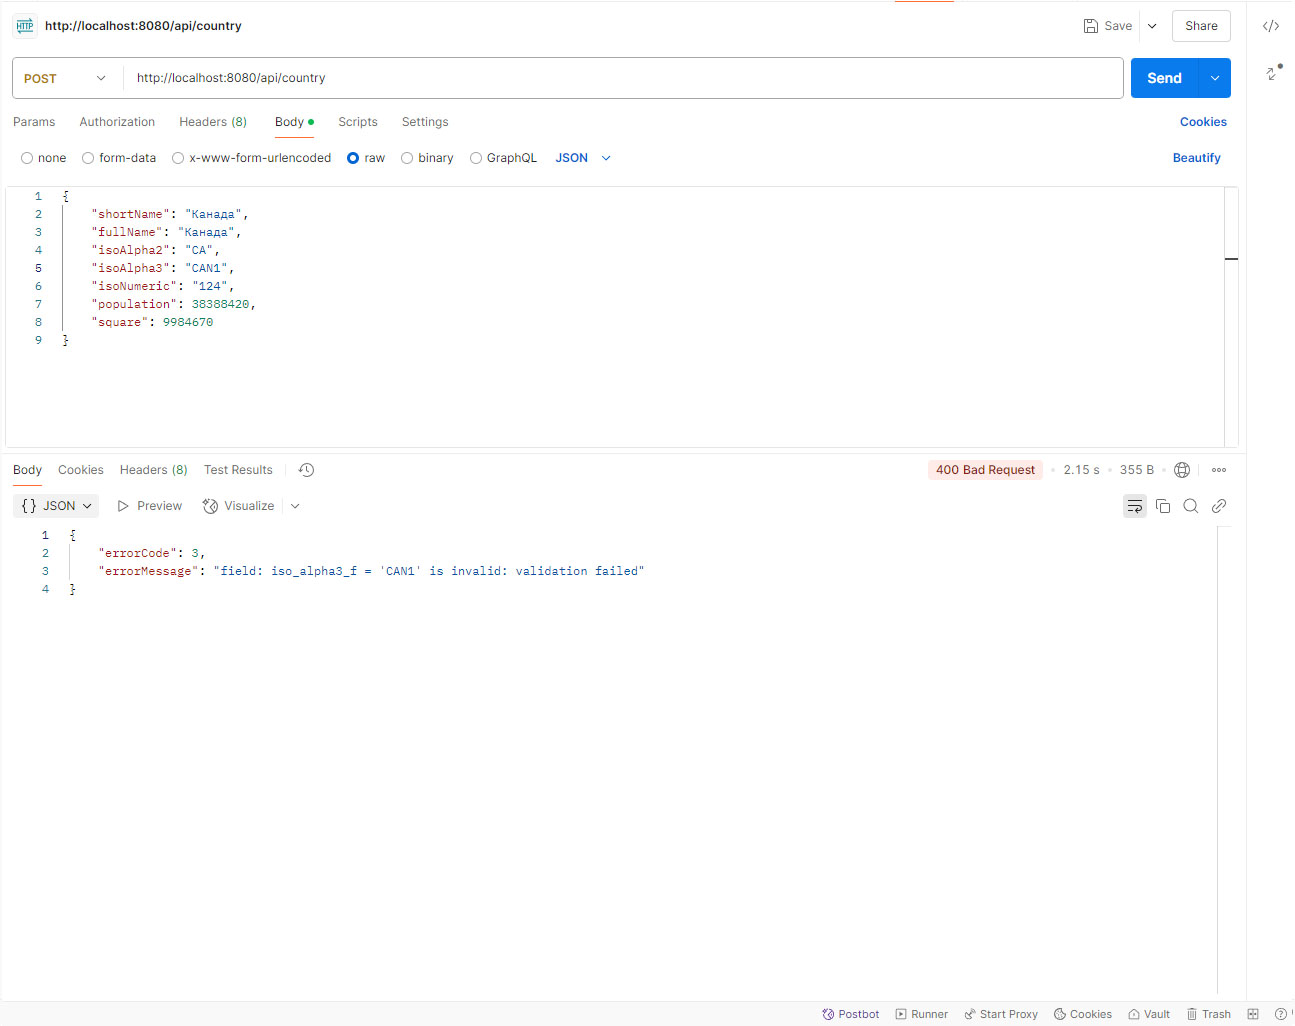 HTTP http://localhost:8080/api/country Save Share
POST http://localhost:8080/api/country Send
Params Authorization Headers (8) Body Scripts Settings Cookies
none form-data x-www-form-urlencoded raw binary GraphQL JSON Beautify
1 {
2 "shortName": "Канада",
3 "fullName": "Канада",
4 "isoAlpha2": "CA",
5 "isoAlpha3": "CAN1",
6 "isoNumeric": "124",
7 "population": 38388420,
8 "square": 9984670
9 }
Body Cookies Headers (8) Test Results 400 Bad Request • 2.15 s • 355 B
{} JSON Preview Visualize
1 {
2 "errorCode": 3,
3 "errorMessage": "field: iso_alpha3_f = 'CAN1' is invalid: validation failed"
4 }
Postbot Runner Start Proxy Cookies Vault Trash